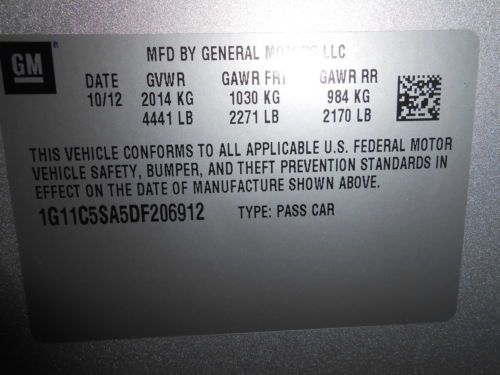 GM
MFD BY GENERAL MOTORS LLC
DATE GVWR GAWR FRT GAWR RR
10/12 2014 KG 1030 KG 984 KG
4441 LB 2271 LB 2170 LB
THIS VEHICLE CONFORMS TO ALL APPLICABLE U.S. FEDERAL MOTOR
VEHICLE SAFETY, BUMPER, AND THEFT PREVENTION STANDARDS IN
EFFECT ON THE DATE OF MANUFACTURE SHOWN ABOVE.
1G11C5SA5DF206912 TYPE: PASS CAR